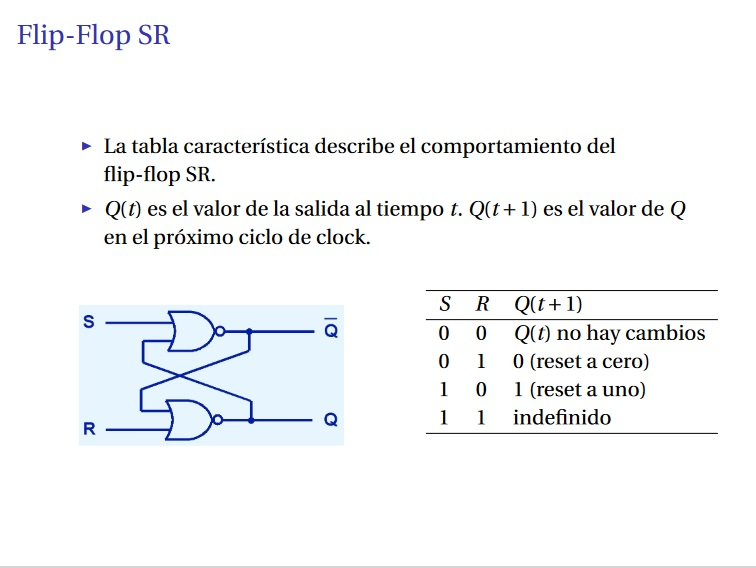 Flip-Flop SR
▶ La tabla característica describe el comportamiento del
flip-flop SR.
▶ Q(t) es el valor de la salida al tiempo t. Q(t+1) es el valor de Q
en el próximo ciclo de clock.
S
Q̅
R
Q
S R Q(t+1)
0 0 Q(t) no hay cambios
0 1 0 (reset a cero)
1 0 1 (reset a uno)
1 1 indefinido